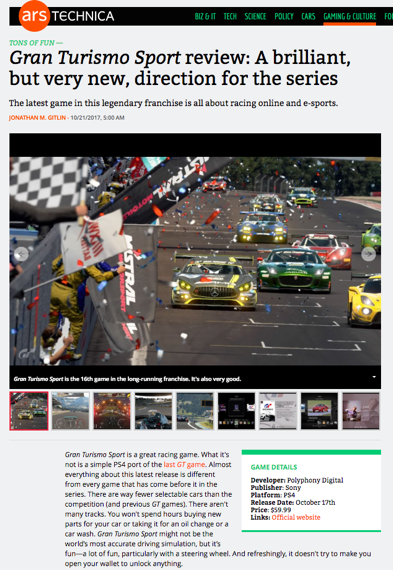 ars TECHNICA
BIZ & IT TECH SCIENCE POLICY CARS GAMING & CULTURE
TONS OF FUN —
Gran Turismo Sport review: A brilliant,
but very new, direction for the series
The latest game in this legendary franchise is all about racing online and e-sports.
JONATHAN M. GITLIN - 10/21/2017, 5:00 AM
Gran Turismo Sport is the 16th game in the long-running franchise. It's also very good.
Gran Turismo Sport is a great racing game. What it's
not is a simple PS4 port of the last GT game. Almost
everything about this latest release is different
from every game that has come before it in the
series. There are way fewer selectable cars than the
competition (and previous GT games). There aren't
many tracks. You won't spend hours buying new
parts for your car or taking it for an oil change or a
car wash. Gran Turismo Sport might not be the
world's most accurate driving simulation, but it's
fun—a lot of fun, particularly with a steering wheel. And refreshingly, it doesn't try to make you
open your wallet to unlock anything.
GAME DETAILS
Developer: Polyphony Digital
Publisher: Sony
Platform: PS4
Release Date: October 17th
Price: $59.99
Links: Official website